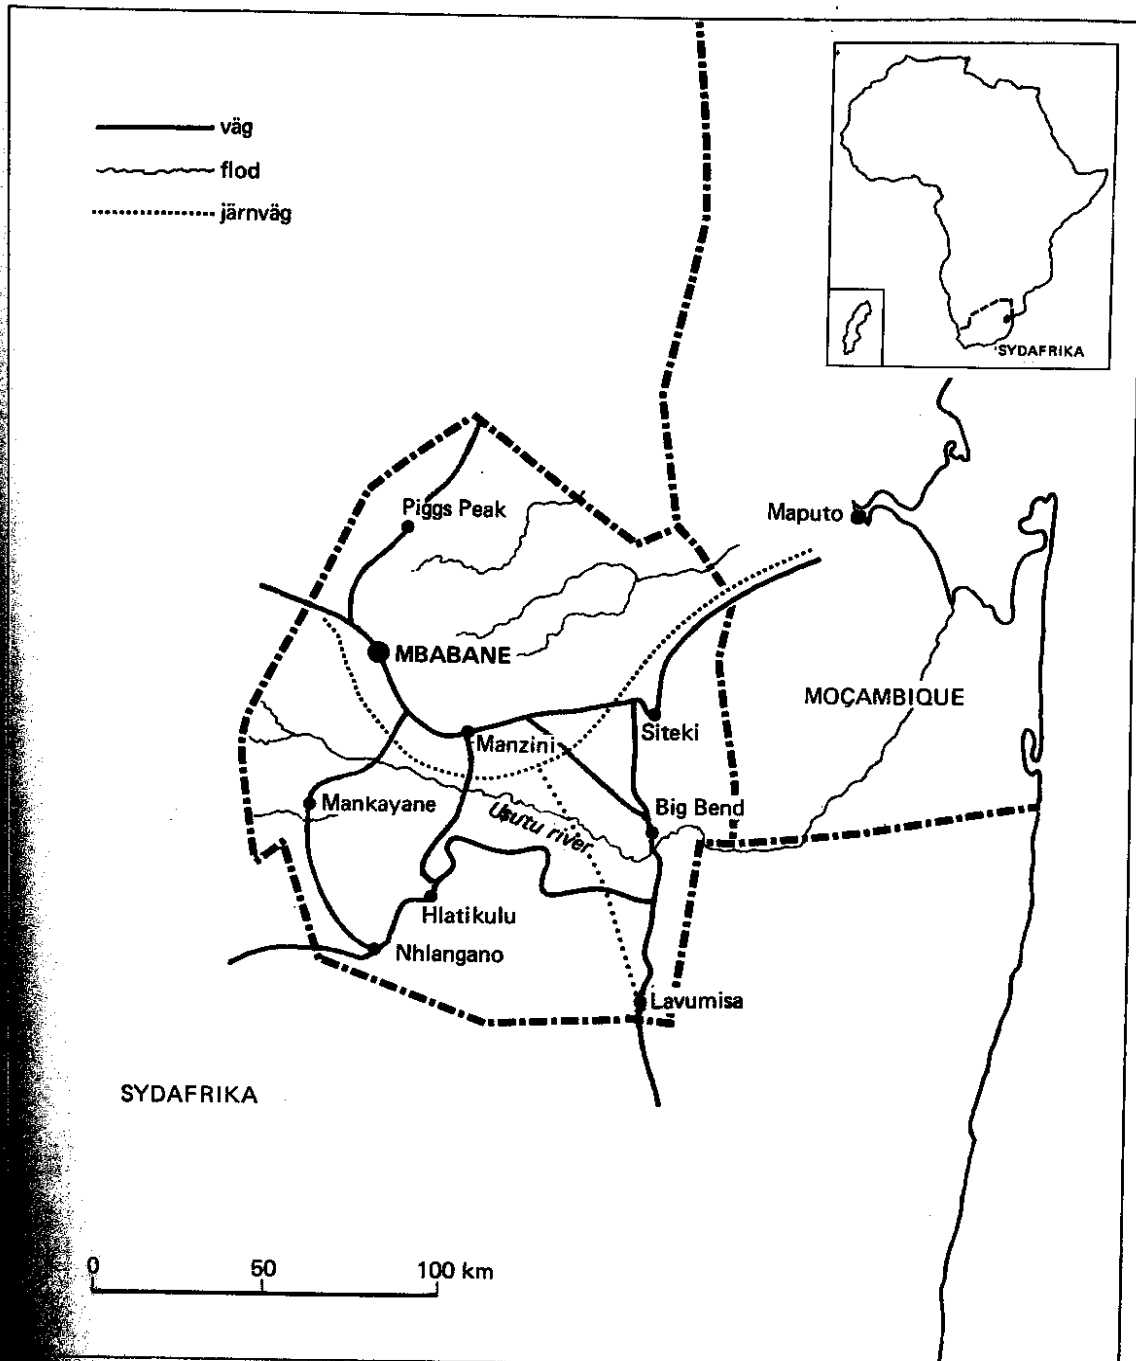 väg
flod
järnväg
SYDAFRIKA
Piggs Peak
Maputo
MBABANE
MOÇAMBIQUE
Siteki
Manzini
Mankayane
Big Bend
Usutu river
Hlatikulu
Nhlangano
Lavumisa
SYDAFRIKA
0 50 100 km